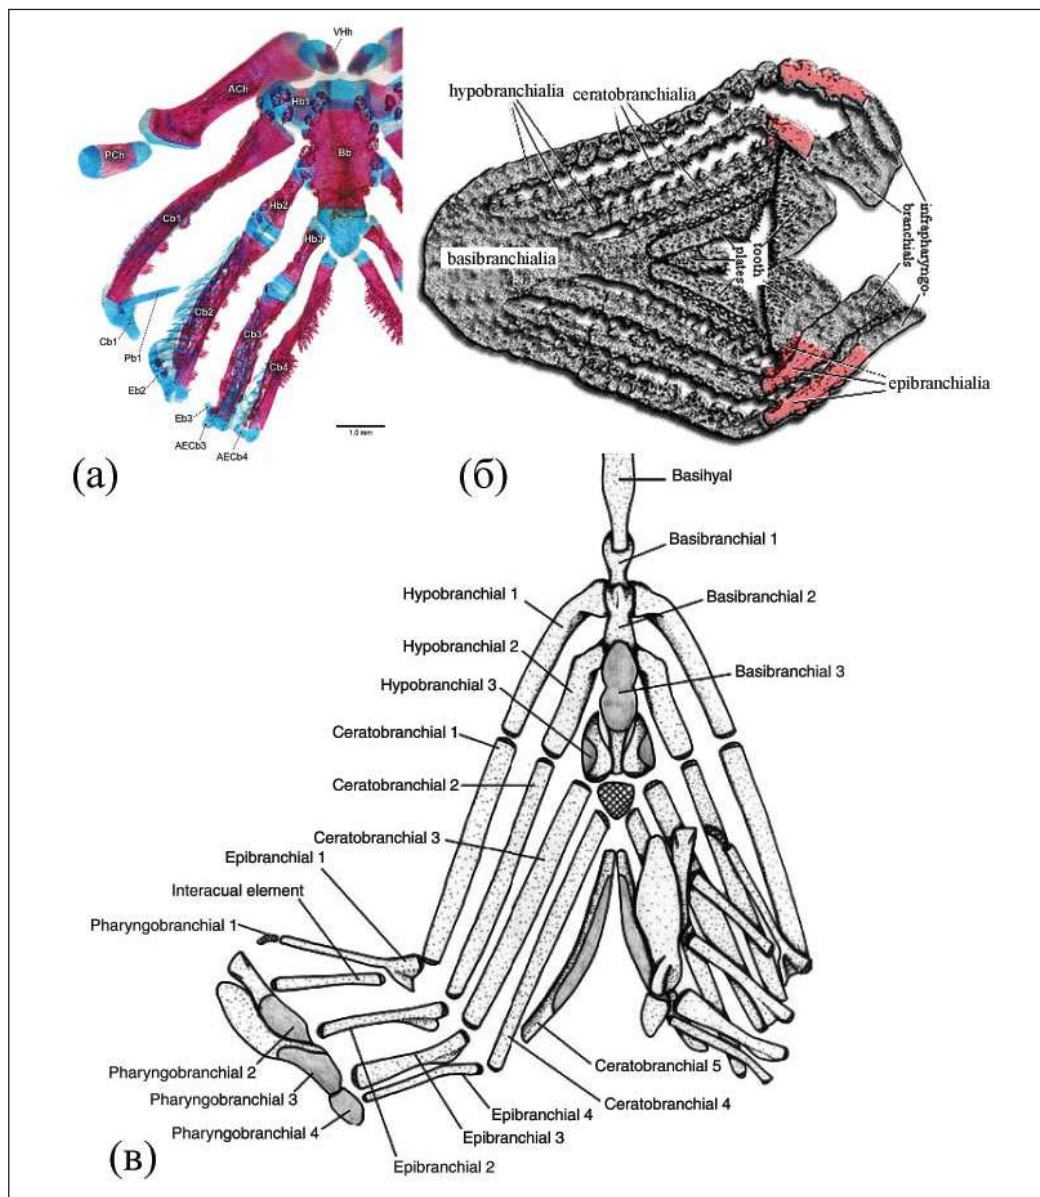 VHh
ACh
Hb1
PCh
Bb
Cb1
Hb2
Hb3
Cb2
Cb3
Cb1
Pb1
Cb4
Eb2
Eb3
AECb3
AECb4
1.0 mm
(а)
hypobranchialia
ceratobranchialia
basibranchialia
tooth
plates
infrapharyngo-
branchials
epibranchialia
(б)
Basihyal
Basibranchial 1
Hypobranchial 1
Basibranchial 2
Hypobranchial 2
Basibranchial 3
Hypobranchial 3
Ceratobranchial 1
Ceratobranchial 2
Ceratobranchial 3
Epibranchial 1
Interacual element
Pharyngobranchial 1
Pharyngobranchial 2
Pharyngobranchial 3
Pharyngobranchial 4
Ceratobranchial 5
Ceratobranchial 4
Epibranchial 4
Epibranchial 3
Epibranchial 2
(в)